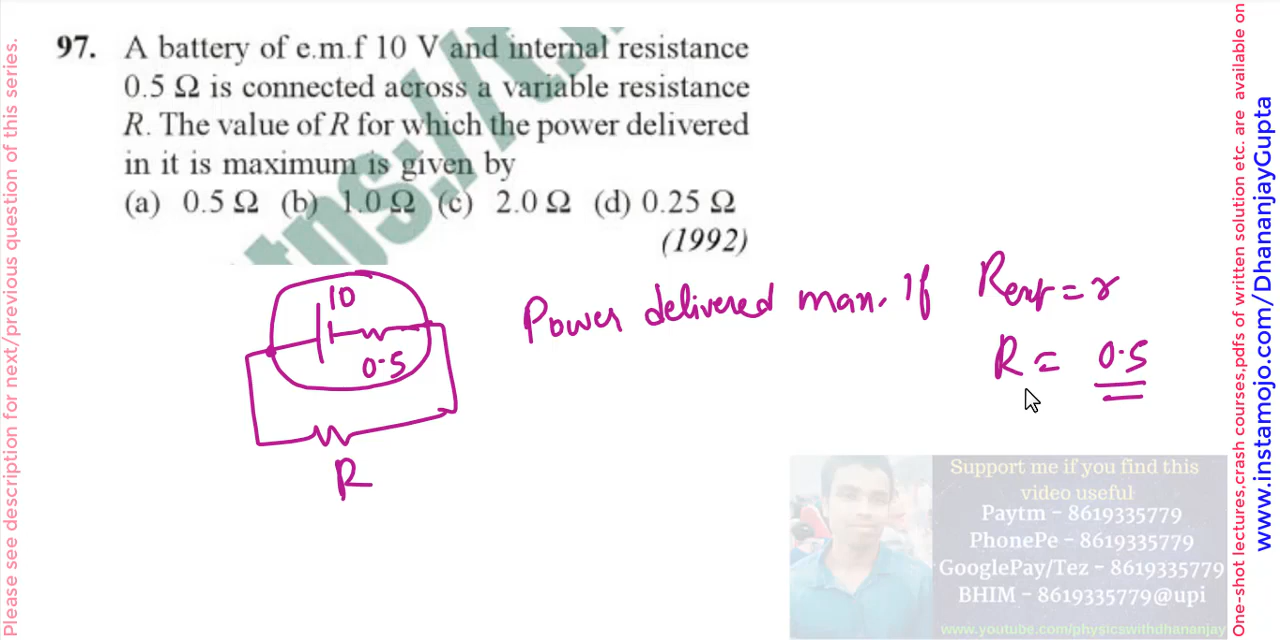 Please see description for next/previous question of this series.
97. A battery of e.m.f 10 V and internal resistance
0.5 Ω is connected across a variable resistance
R. The value of R for which the power delivered
in it is maximum is given by
(a) 0.5 Ω (b) 1.0 Ω (c) 2.0 Ω (d) 0.25 Ω
(1992)
10
0.5
R
Power delivered max. If Rext = r
R = 0.5
Support me if you find this
video useful
Paytm - 8619335779
PhonePe - 8619335779
GooglePay/Tez - 8619335779
BHIM - 8619335779@upi
www.youtube.com/physicswithdhananjay
One-shot lectures,crash courses,pdfs of written solution etc. are available on
www.instamojo.com/DhananjayGupta